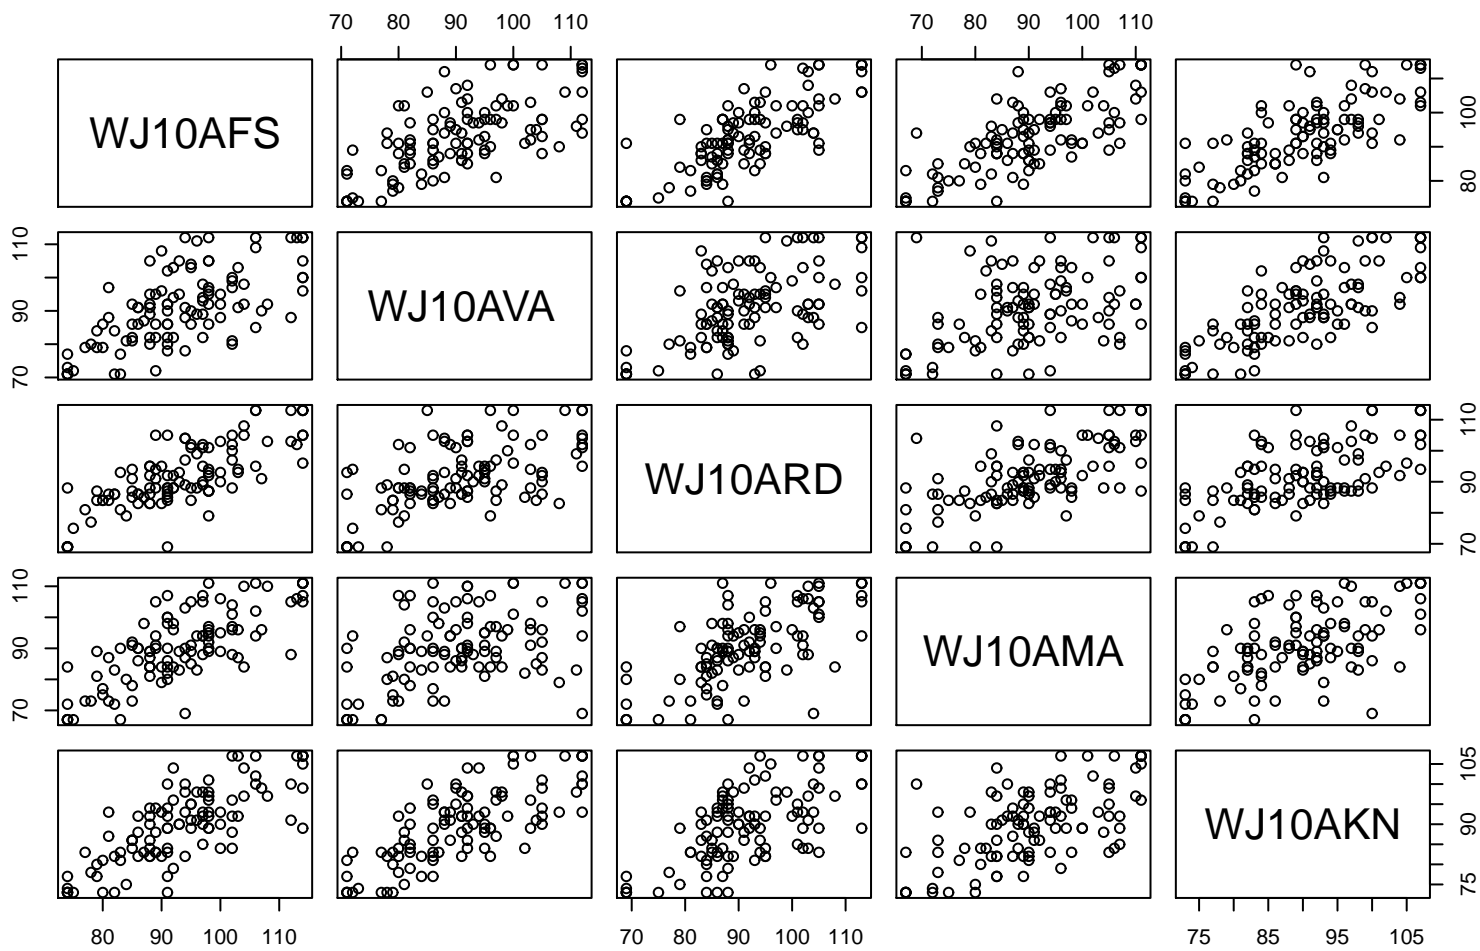 70 80 90 100 110 70 80 90 100 110
WJ10AFS 80 100
70 90 110 WJ10AVA
WJ10ARD 70 90 110
70 90 110 WJ10AMA
WJ10AKN 75 90 105
80 90 100 110 70 80 90 100 110 75 85 95 105